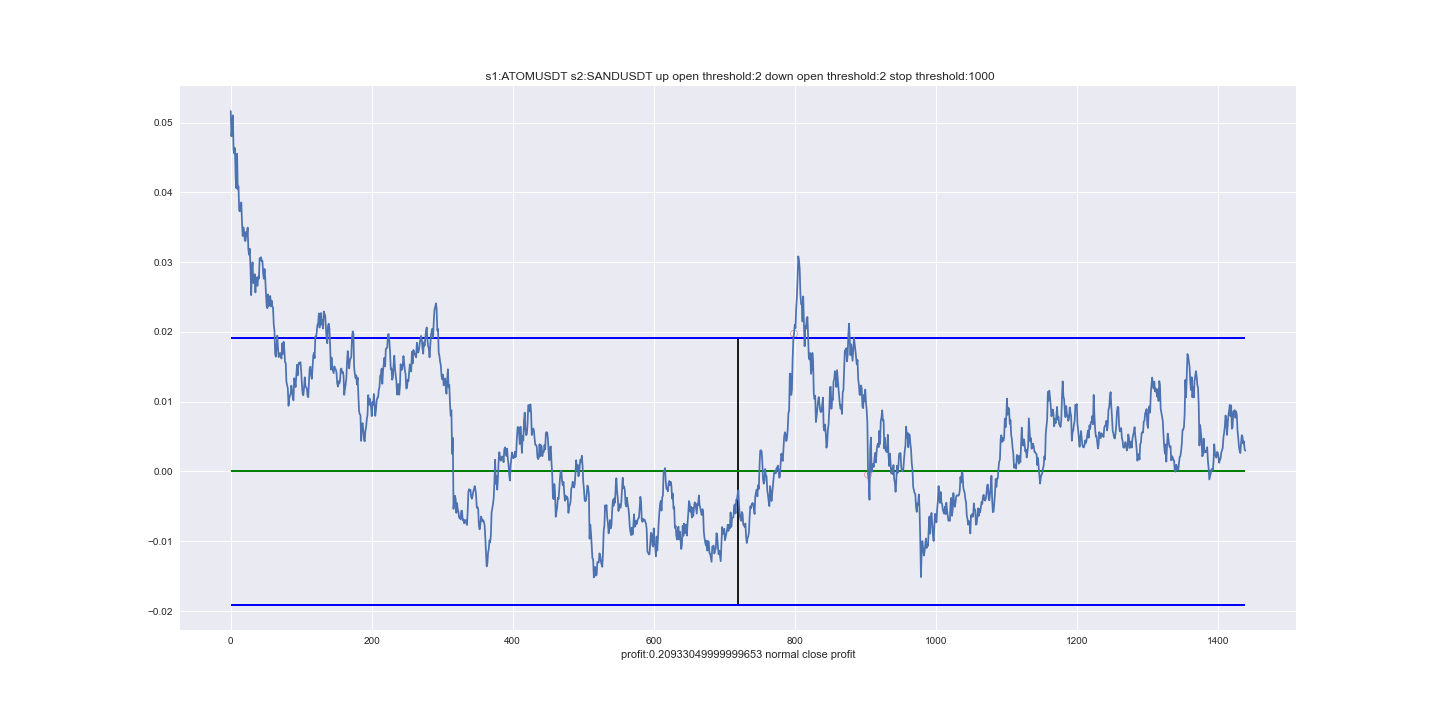 s1:ATOMUSDT s2:SANDUSDT up open threshold:2 down open threshold:2 stop threshold:1000
0.05
0.04
0.03
0.02
0.01
0.00
−0.01
−0.02
0 200 400 600 800 1000 1200 1400
profit:0.20933049999999653 normal close profit